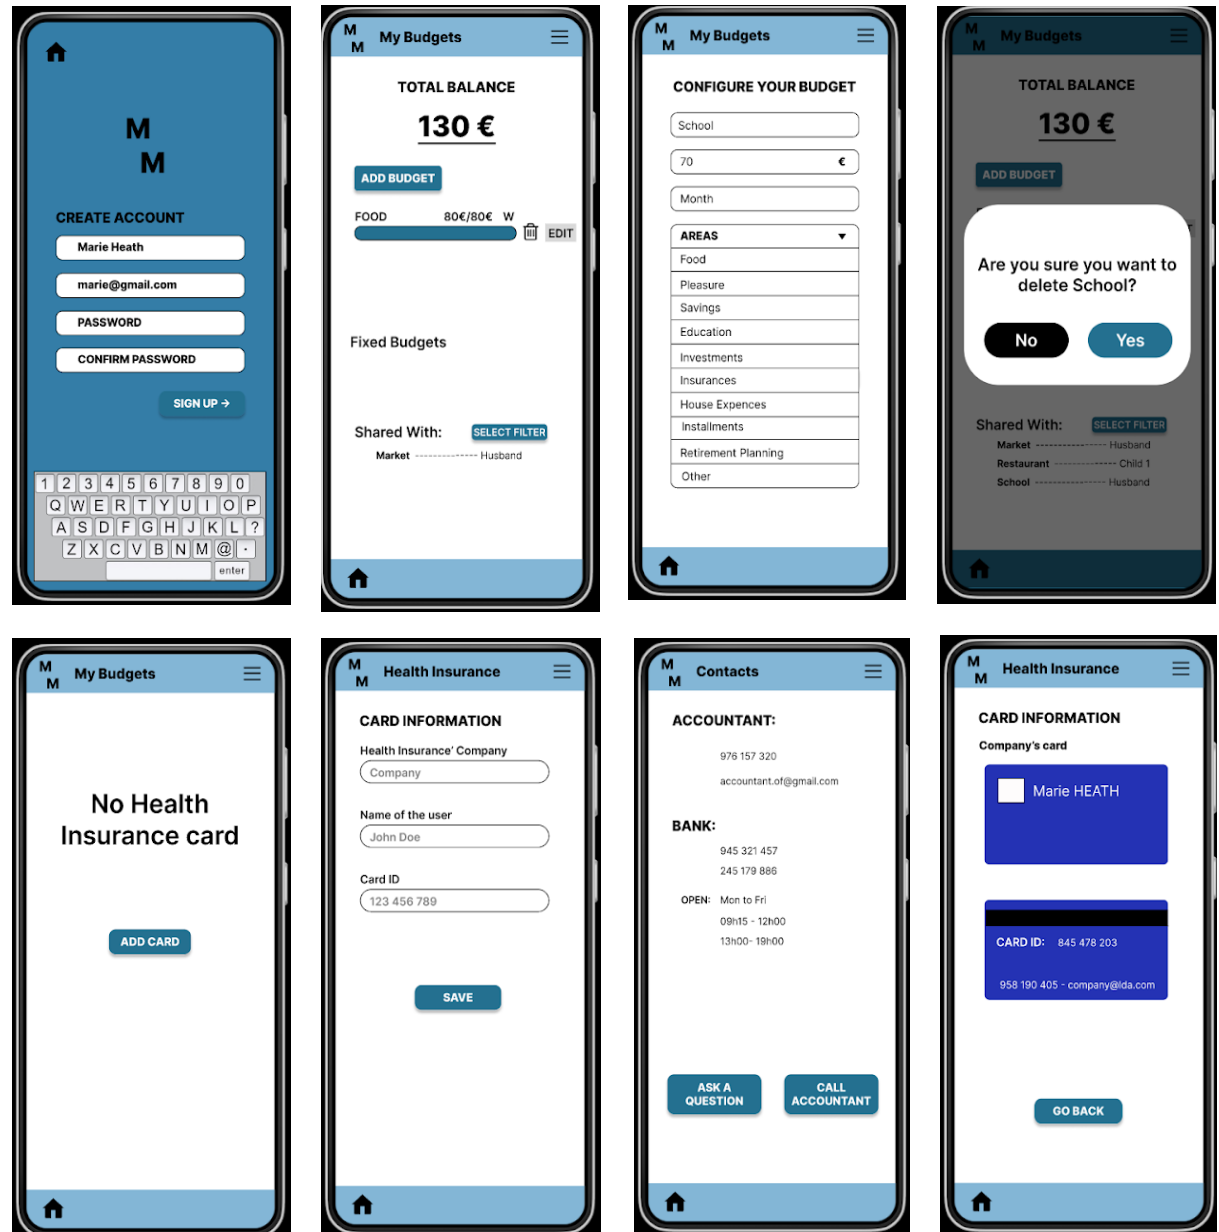 M
M
CREATE ACCOUNT
Marie Heath
marie@gmail.com
PASSWORD
CONFIRM PASSWORD
SIGN UP →
1 2 3 4 5 6 7 8 9 0
Q W E R T Y U I O P
A S D F G H J K L ?
Z X C V B N M @ .
enter
M
M
My Budgets
TOTAL BALANCE
130 €
ADD BUDGET
FOOD 80€/80€ W
EDIT
Fixed Budgets
Shared With: SELECT FILTER
Market -------------- Husband
M
M
My Budgets
CONFIGURE YOUR BUDGET
School
70 €
Month
AREAS
Food
Pleasure
Savings
Education
Investments
Insurances
House Expences
Installments
Retirement Planning
Other
M
M
My Budgets
TOTAL BALANCE
130 €
ADD BUDGET
Are you sure you want to
delete School?
No Yes
Shared With: SELECT FILTER
Market -------------- Husband
Restaurant -------------- Child 1
School -------------- Husband
M
M
My Budgets
No Health
Insurance card
ADD CARD
M
M
Health Insurance
CARD INFORMATION
Health Insurance' Company
Company
Name of the user
John Doe
Card ID
123 456 789
SAVE
M
M
Contacts
ACCOUNTANT:
976 157 320
accountant.of@gmail.com
BANK:
945 321 457
245 179 886
OPEN: Mon to Fri
09h15 - 12h00
13h00- 19h00
ASK A
QUESTION
CALL
ACCOUNTANT
M
M
Health Insurance
CARD INFORMATION
Company's card
Marie HEATH
CARD ID: 845 478 203
958 190 405 - company@lda.com
GO BACK